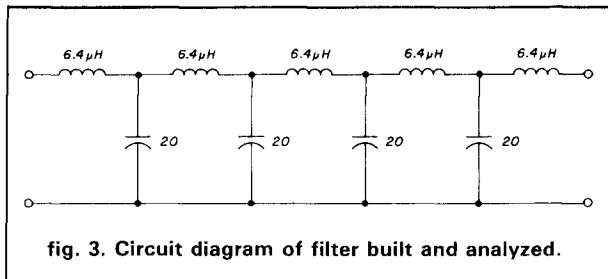 6.4μH 6.4μH 6.4μH 6.4μH 6.4μH
20 20 20 20
fig. 3. Circuit diagram of filter built and analyzed.